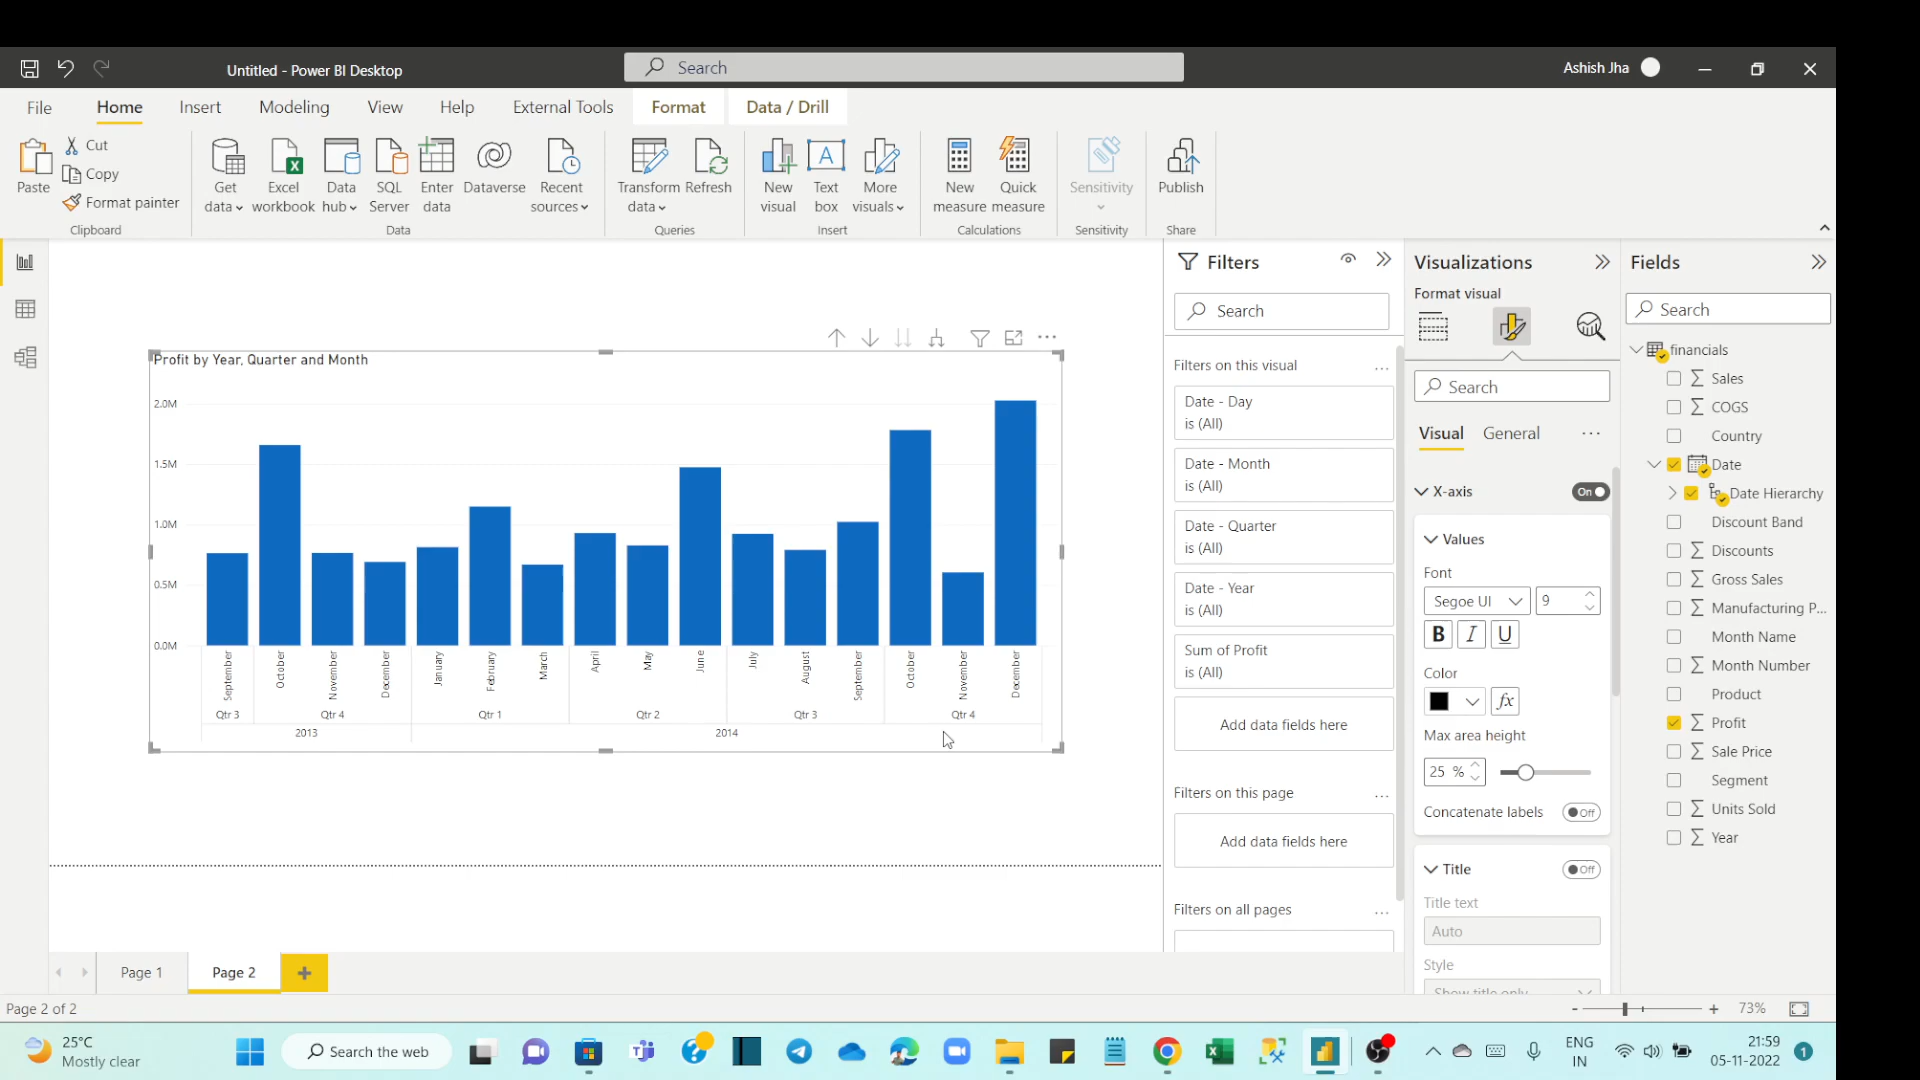 Untitled - Power BI Desktop
Search
Ashish Jha
File
Home
Insert
Modeling
View
Help
External Tools
Format
Data / Drill
Paste
Cut
Copy
Format painter
Clipboard
Get data
Excel workbook
Data hub
SQL Server
Enter data
Dataverse
Recent sources
Data
Transform data
Refresh
Queries
New visual
Text box
More visuals
Insert
New measure
Quick measure
Calculations
Sensitivity
Sensitivity
Publish
Share
Profit by Year, Quarter and Month
2.0M
1.5M
1.0M
0.5M
0.0M
September
October
November
December
January
February
March
April
May
June
July
August
September
October
November
December
Qtr 3
Qtr 4
Qtr 1
Qtr 2
Qtr 3
Qtr 4
2013
2014
Filters
Search
Filters on this visual
Date - Day
is (All)
Date - Month
is (All)
Date - Quarter
is (All)
Date - Year
is (All)
Sum of Profit
is (All)
Add data fields here
Filters on this page
Add data fields here
Filters on all pages
Visualizations
Format visual
Search
Visual
General
X-axis
On
Values
Font
Segoe UI
9
B
I
U
Color
fx
Max area height
25 %
Concatenate labels
Off
Title
Off
Title text
Auto
Style
Show title only
Fields
Search
financials
Sales
COGS
Country
Date
Date Hierarchy
Discount Band
Discounts
Gross Sales
Manufacturing P...
Month Name
Month Number
Product
Profit
Sale Price
Segment
Units Sold
Year
Page 1
Page 2
Page 2 of 2
73%
25°C
Mostly clear
Search the web
ENG
IN
21:59
05-11-2022
1